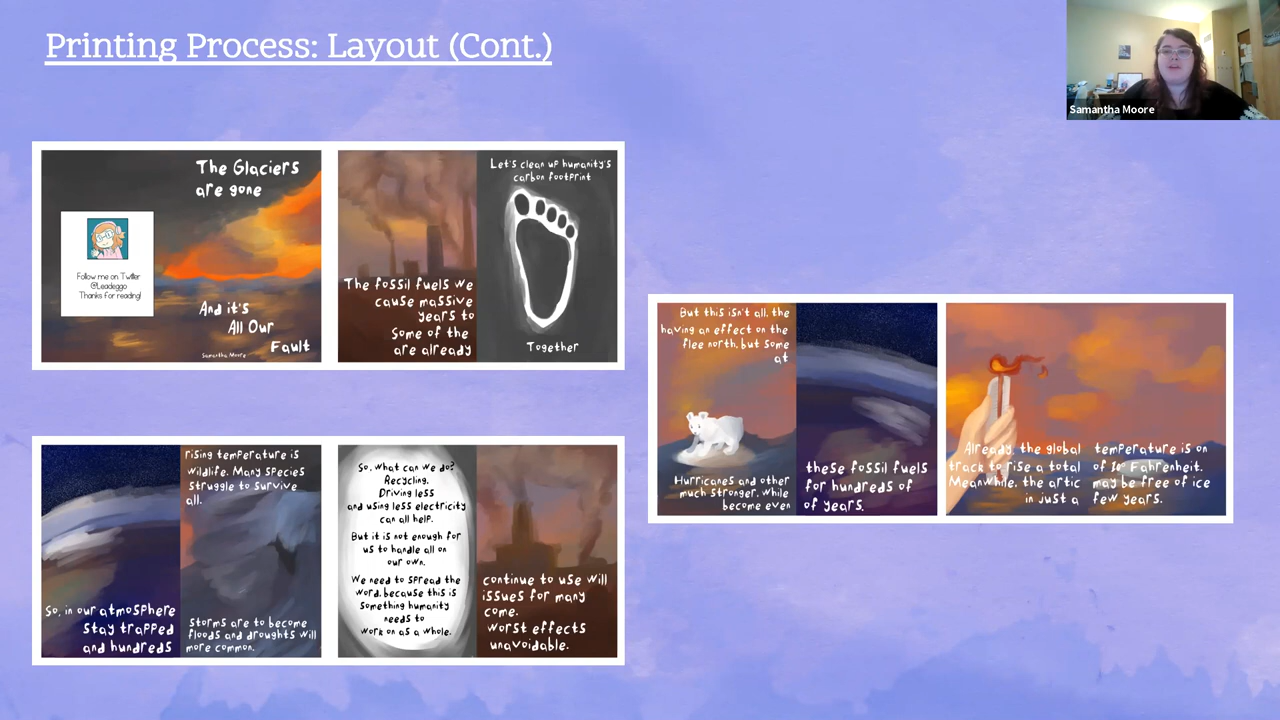 Printing Process: Layout (Cont.)
Samantha Moore
The Glaciers
are gone
Follow me on Twitter
@Leadeggo
Thanks for reading!
And it's
All Our
Fault
Samantha Moore
The fossil fuels we
cause massive
years to
Some of the
are already
Let's clean up humanity's
carbon footprint
Together
But this isn't all. the
having an effect on the
flee north, but some
at
Hurricanes and other
much stronger. while
become even
these fossil fuels
for hundreds of
of years.
Already, the global
track to rise a total
Meanwhile, the artic
in just a
temperature is on
of 10° Fahrenheit.
may be free of ice
few years.
So, in our atmosphere
stay trapped
and hundreds
rising temperature is
wildlife. Many species
struggle to survive
all.
Storms are to become
floods and droughts will
more common.
So, what can we do?
Recycling,
Driving less
and using less electricity
can all help.
But it is not enough for
us to handle all on
our own.
We need to spread the
word, because this is
something humanity
needs to
work on as a whole.
continue to use will
issues for many
come.
worst effects
unavoidable.